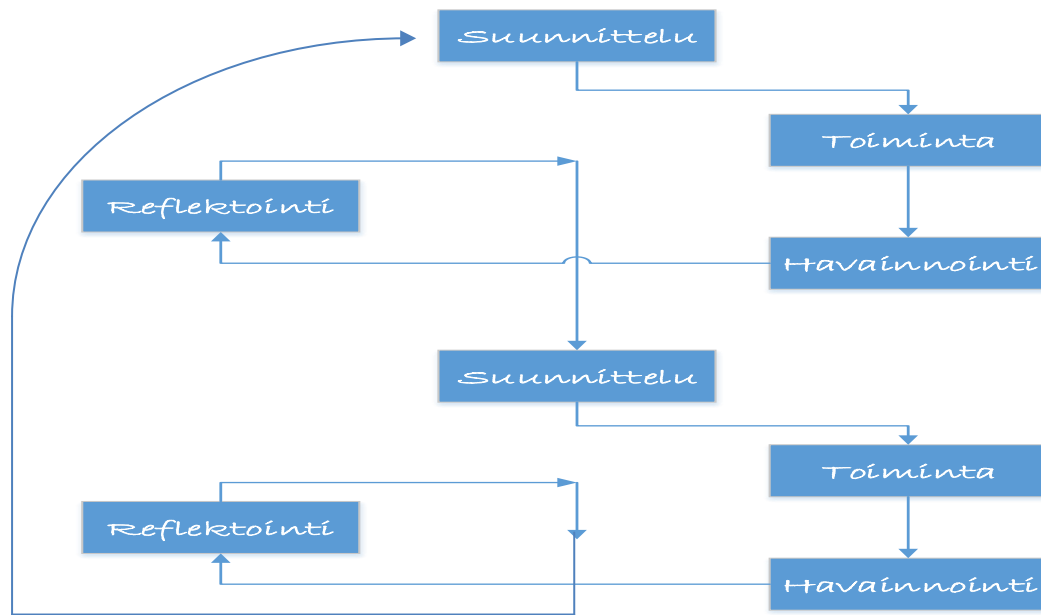 Suunnittelu
Toiminta
Reflektointi
Havainnointi
Suunnittelu
Toiminta
Reflektointi
Havainnointi